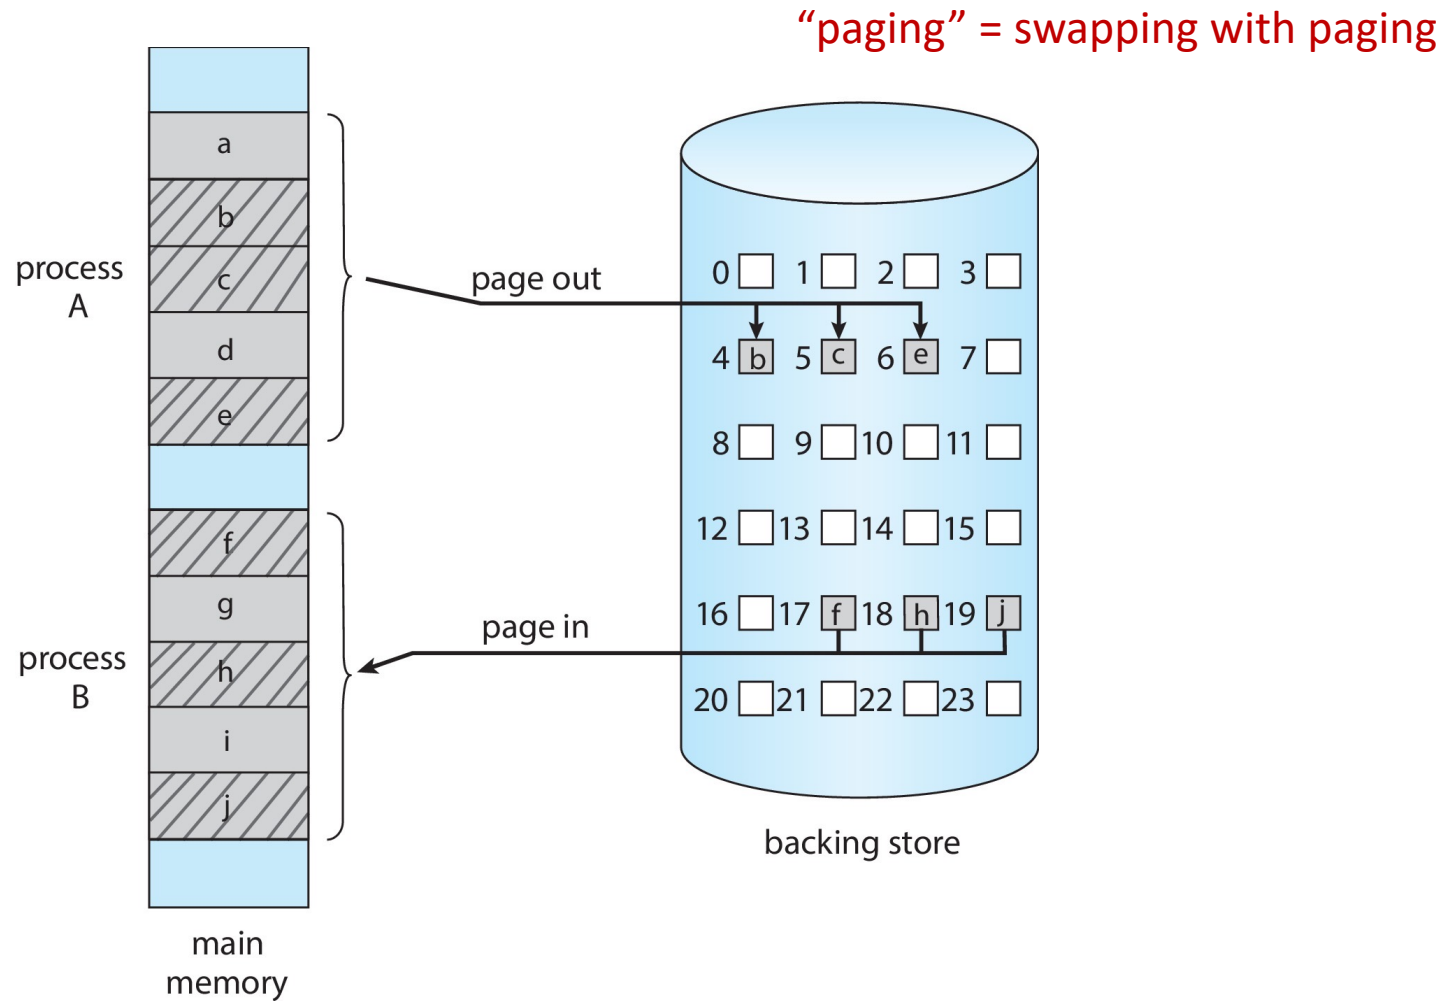 “paging” = swapping with paging
a
b
c
d
e
process
A
page out
0 1 2 3
4 b 5 c 6 e 7
8 9 10 11
12 13 14 15
f
g
h
i
j
process
B
page in
16 17 f 18 h 19 j
20 21 22 23
backing store
main
memory